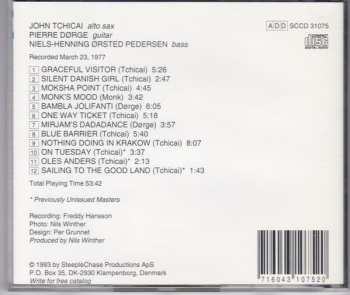 JOHN TCHICAI alto sax
PIERRE DØRGE guitar
NIELS-HENNING ØRSTED PEDERSEN bass
ADD SCCD 31075
COMPACT
disc
DIGITAL AUDIO
Recorded March 23, 1977
1 GRACEFUL VISITOR (Tchicai) 5:26
2 SILENT DANISH GIRL (Tchicai) 2:47
3 MOKSHA POINT (Tchicai) 4:45
4 MONK'S MOOD (Monk) 4:42
5 BAMBLA JOLIFANTI (Dørge) 6:05
6 ONE WAY TICKET (Tchicai) 5:18
7 MIRJAM'S DADADANCE (Dørge) 3:57
8 BLUE BARRIER (Tchicai) 5:40
9 NOTHING DOING IN KRAKOW (Tchicai) 8:07
10 ON TUESDAY (Tchicai)* 3:37
11 OLES ANDERS (Tchicai)* 2:13
12 SAILING TO THE GOOD LAND (Tchicai)* 1:43
Total Playing Time 53:42
* Previously Unissued Masters
Recording: Freddy Hansson
Photo: Nils Winther
Design: Per Grunnet
Produced by Nils Winther
© 1993 by SteepleChase Productions ApS
P.O. Box 35, DK-2930 Klampenborg, Denmark
Write for free catalog
716043 107520